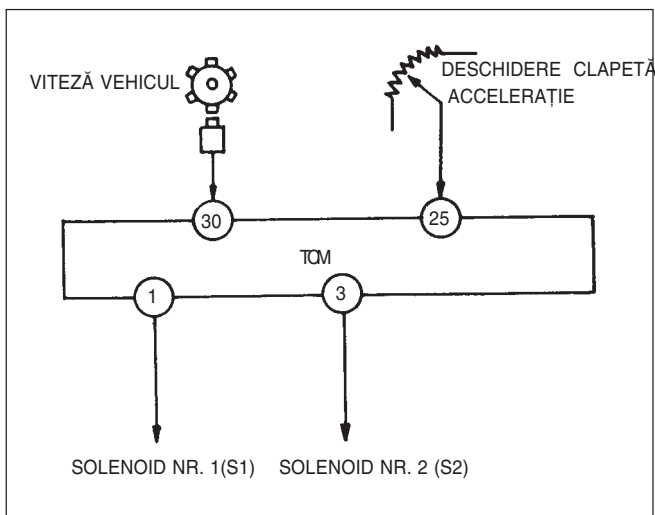 VITEZĂ VEHICUL
DESCHIDERE CLAPETĂ
ACCELERAȚIE
30
25
TCM
1
3
SOLENOID NR. 1(S1)
SOLENOID NR. 2 (S2)